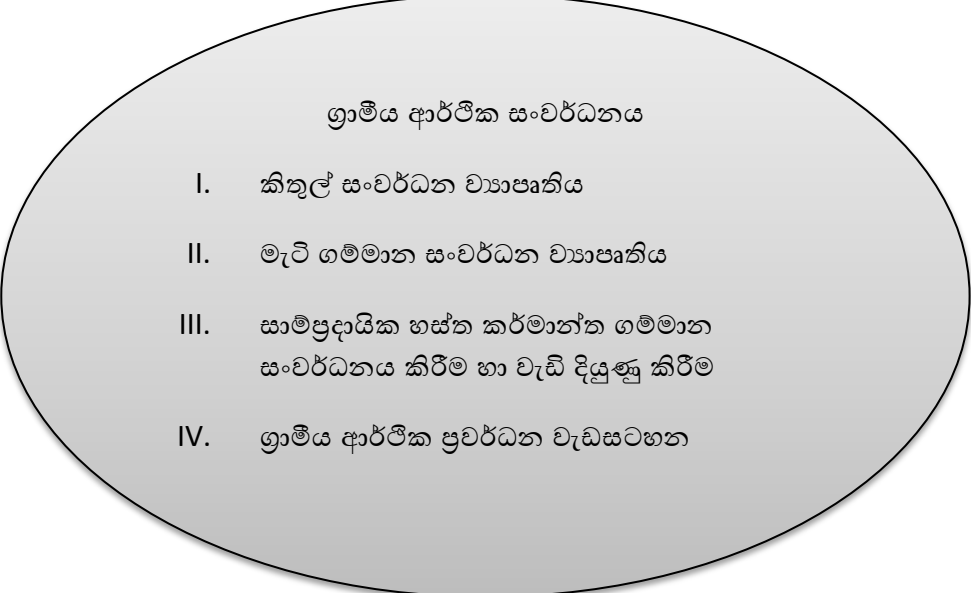 ග්‍රාමීය ආර්ථික සංවර්ධනය
I. කිතුල් සංවර්ධන ව්‍යාපෘතිය
II. මැටි ගම්මාන සංවර්ධන ව්‍යාපෘතිය
III. සාම්ප්‍රදායික හස්ත කර්මාන්ත ගම්මාන
සංවර්ධනය කිරීම හා වැඩි දියුණු කිරීම
IV. ග්‍රාමීය ආර්ථික ප්‍රවර්ධන වැඩසටහන